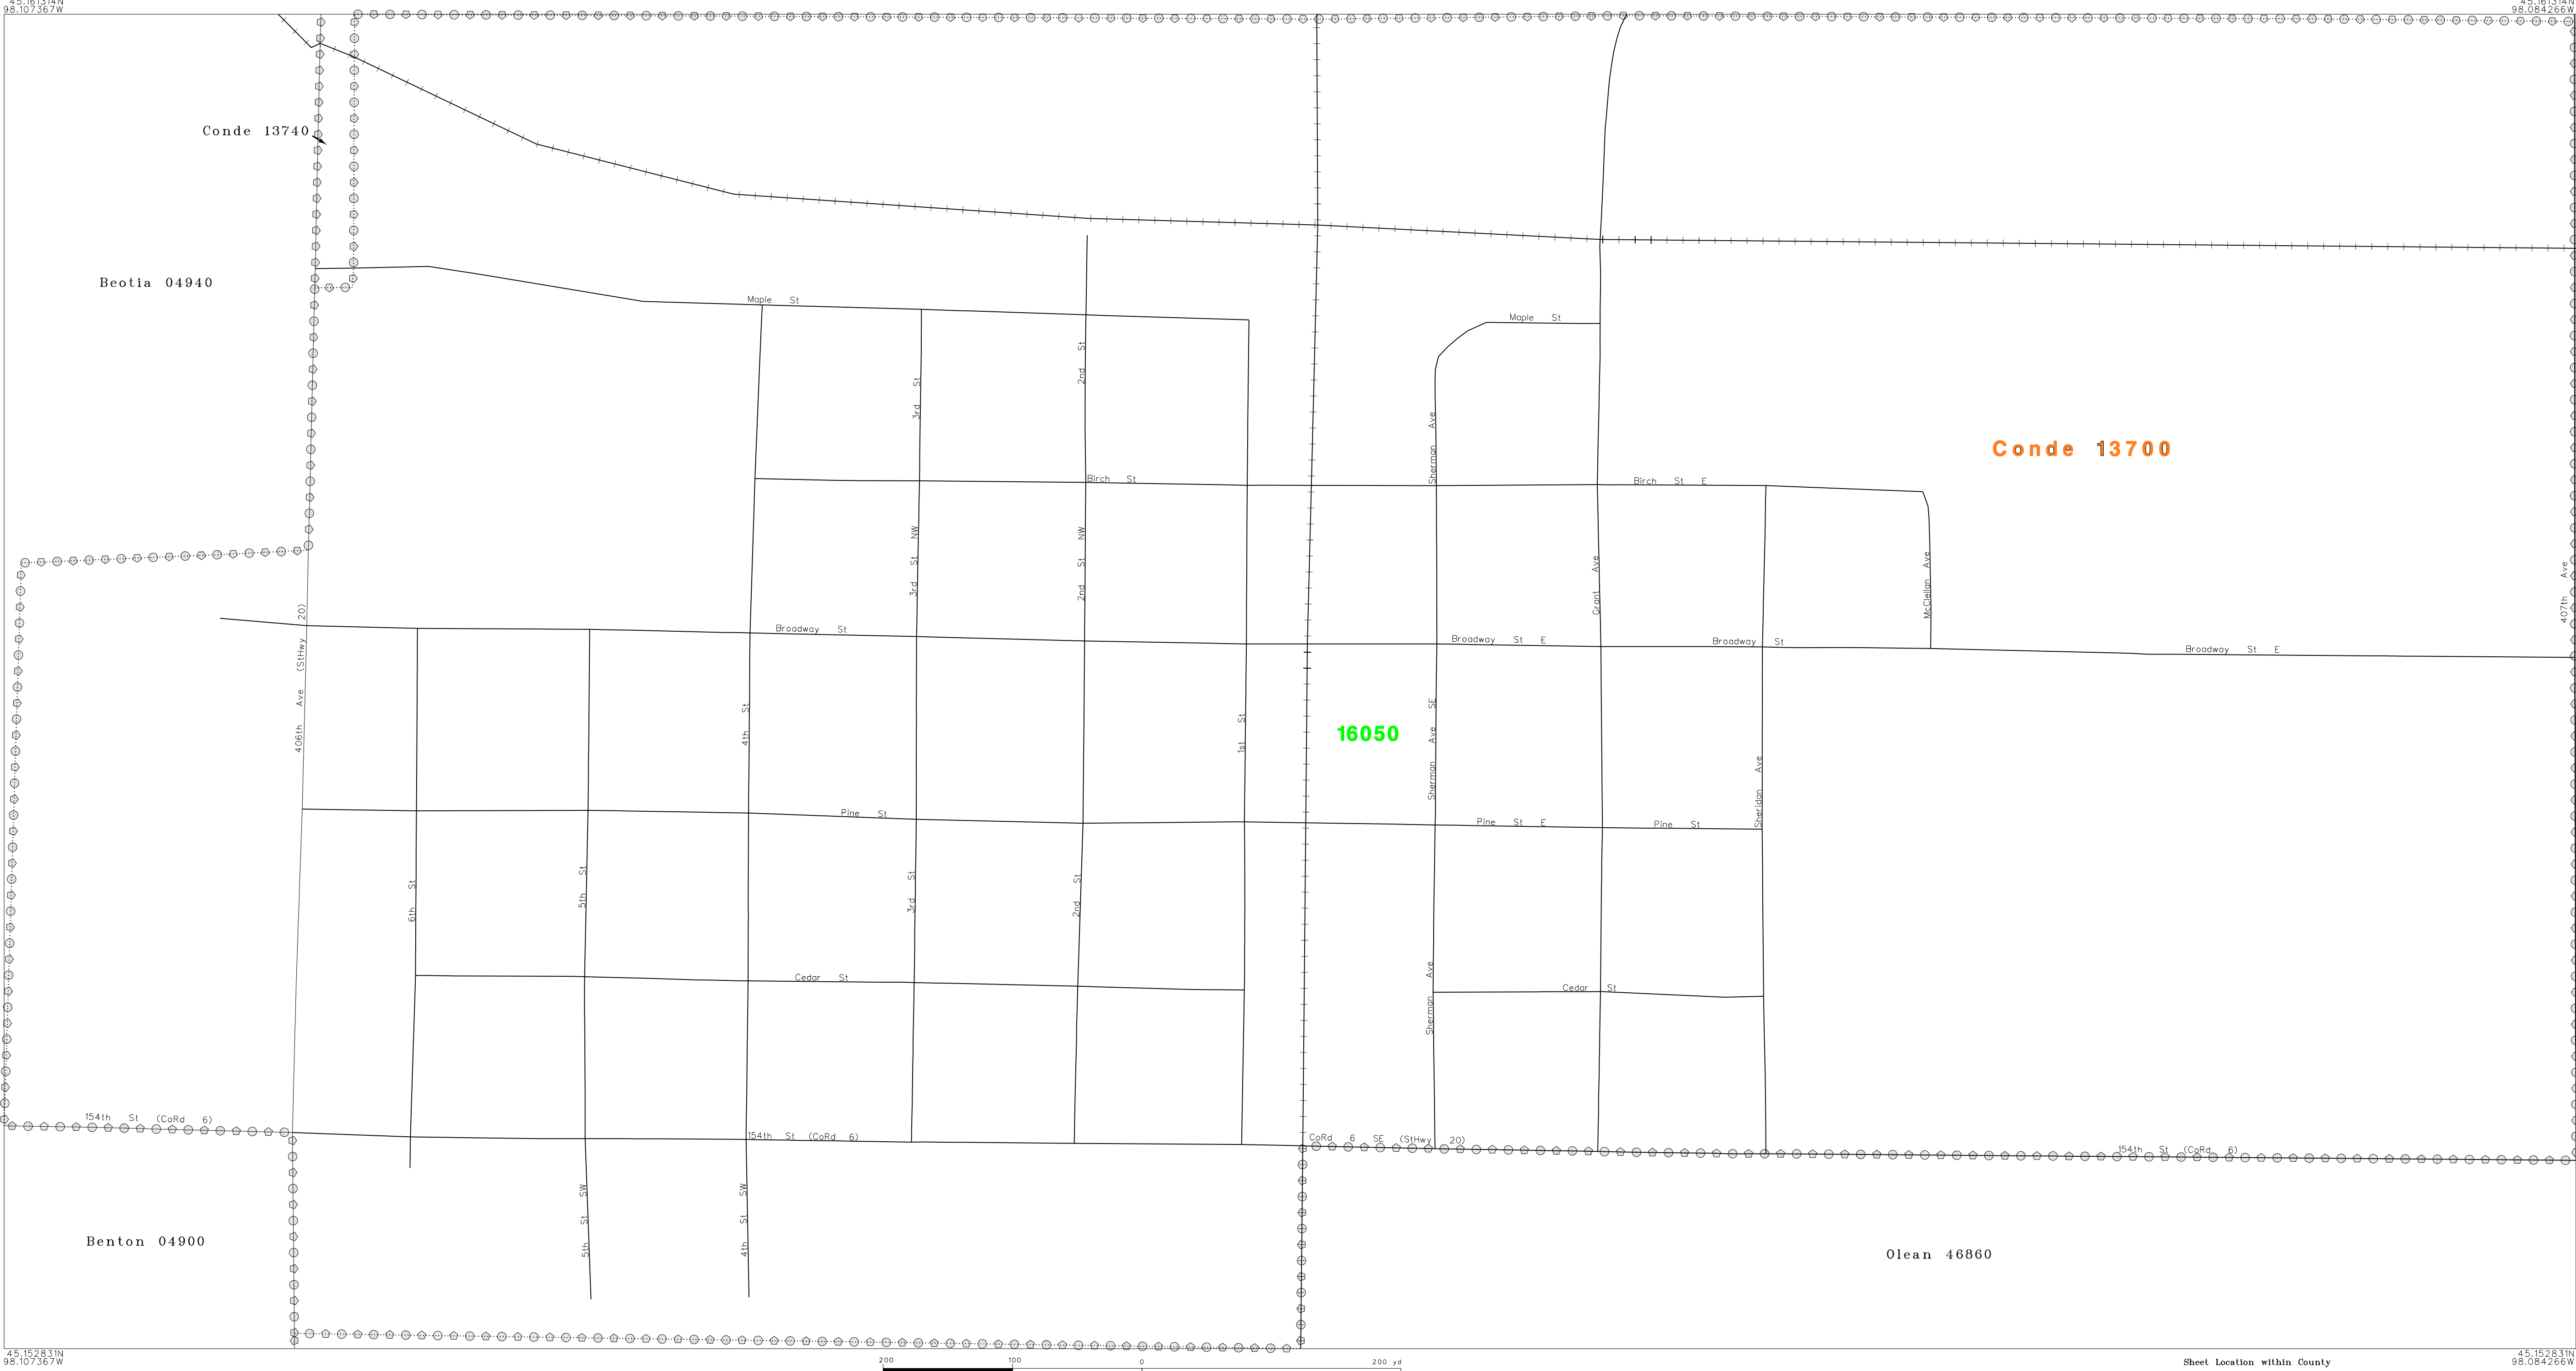 45.161314N
98.107367W
45.161314N
98.084266W
Conde 13740
Beotia 04940
Maple St
Maple St
3rd St
2nd St
Sherman Ave
Conde 13700
Birch St
Birch St E
3rd St NW
2nd St NW
Grant Ave
McClellan Ave
407th Ave
406th Ave (StHwy 20)
Broadway St
Broadway St E
Broadway St
Broadway St E
4th St
1st St
16050
Sherman Ave SE
Sheridan Ave
Pine St
Pine St E
Pine St
6th St
5th St
3rd St
2nd St
Sherman Ave
Cedar St
Cedar St
154th St (CoRd 6)
154th St (CoRd 6)
CoRd 6 SE (StHwy 20)
154th St (CoRd 6)
5th St SW
4th St SW
Benton 04900
Olean 46860
45.152831N
98.107367W
200 100 0 200 yd
Sheet Location within County
45.152831N
98.084266W